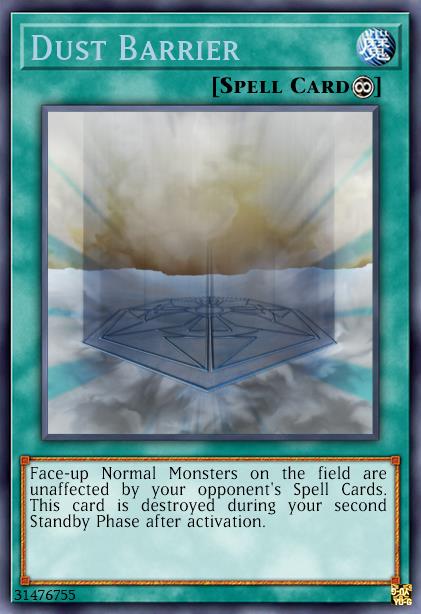 Dust Barrier
[Spell Card]
Face-up Normal Monsters on the field are
unaffected by your opponent's Spell Cards.
This card is destroyed during your second
Standby Phase after activation.
31476755